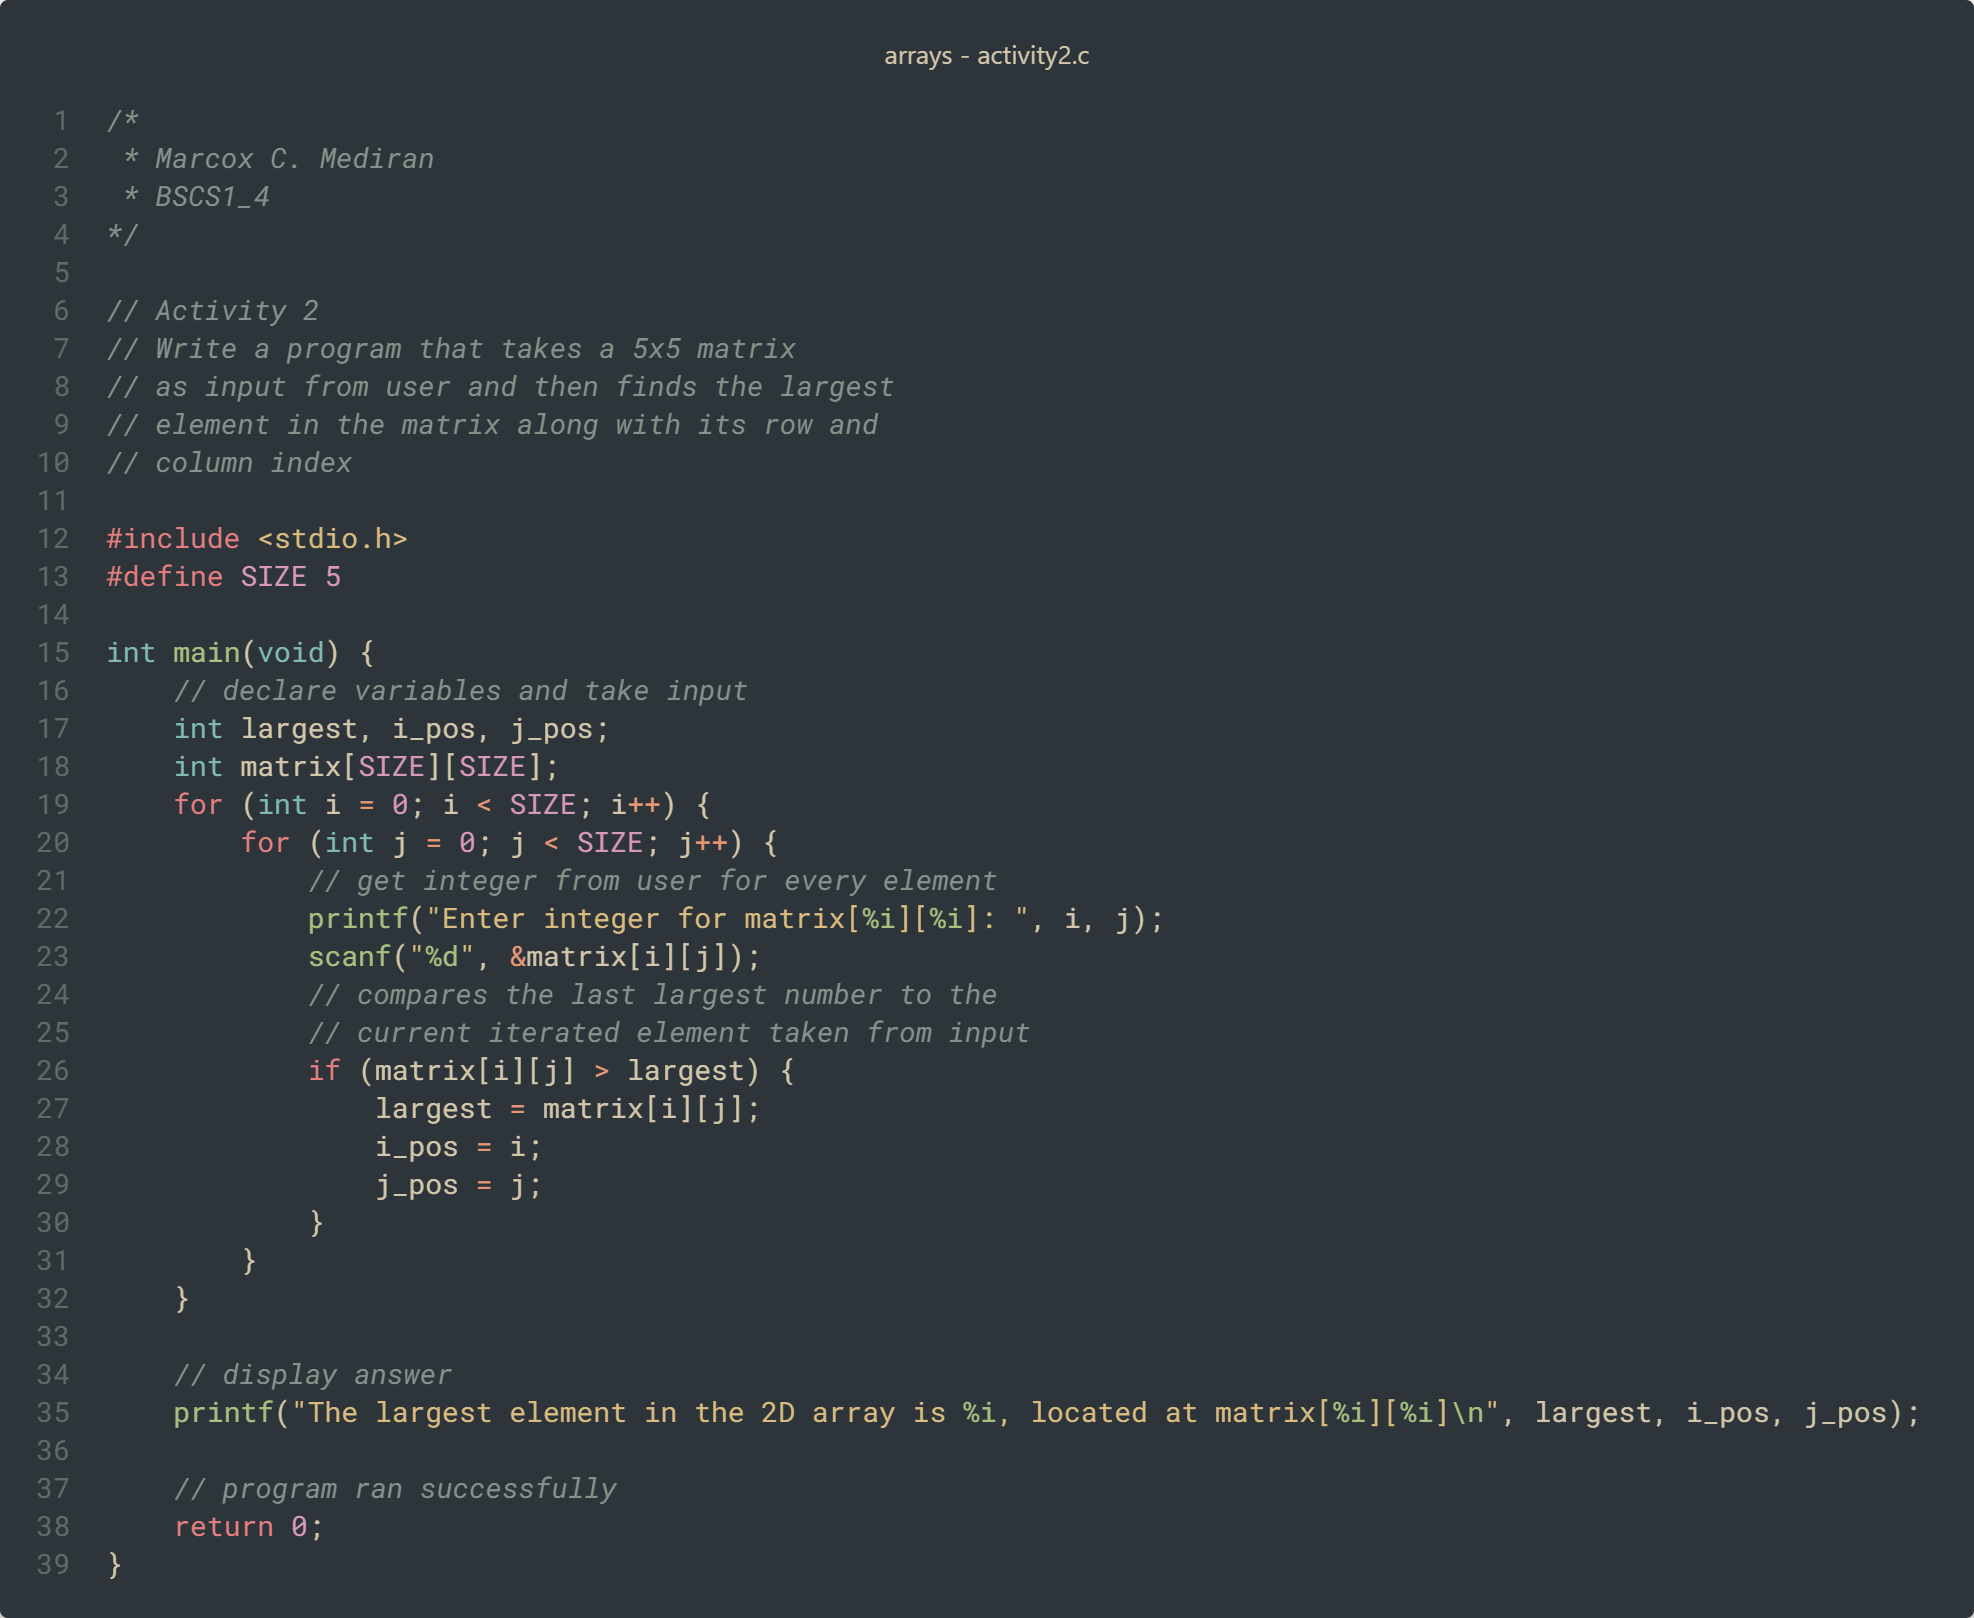 arrays - activity2.c
1 /*
2  * Marcox C. Mediran
3  * BSCS1_4
4 */
5
6 // Activity 2
7 // Write a program that takes a 5x5 matrix
8 // as input from user and then finds the largest
9 // element in the matrix along with its row and
10 // column index
11
12 #include <stdio.h>
13 #define SIZE 5
14
15 int main(void) {
16     // declare variables and take input
17     int largest, i_pos, j_pos;
18     int matrix[SIZE][SIZE];
19     for (int i = 0; i < SIZE; i++) {
20         for (int j = 0; j < SIZE; j++) {
21             // get integer from user for every element
22             printf("Enter integer for matrix[%i][%i]: ", i, j);
23             scanf("%d", &matrix[i][j]);
24             // compares the last largest number to the
25             // current iterated element taken from input
26             if (matrix[i][j] > largest) {
27                 largest = matrix[i][j];
28                 i_pos = i;
29                 j_pos = j;
30             }
31         }
32     }
33
34     // display answer
35     printf("The largest element in the 2D array is %i, located at matrix[%i][%i]\n", largest, i_pos, j_pos);
36
37     // program ran successfully
38     return 0;
39 }